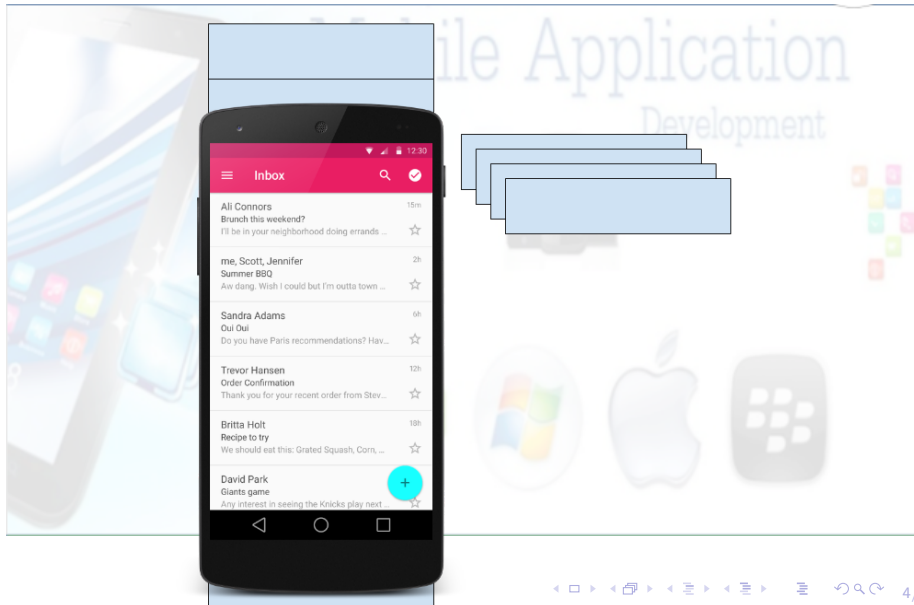 ile Application
Development
12:30
Inbox
Ali Connors 15m
Brunch this weekend?
I'll be in your neighborhood doing errands ...
me, Scott, Jennifer 2h
Summer BBQ
Aw dang. Wish I could but I'm outta town ...
Sandra Adams 6h
Oui Oui
Do you have Paris recommendations? Hav...
Trevor Hansen 12h
Order Confirmation
Thank you for your recent order from Stev...
Britta Holt 18h
Recipe to try
We should eat this: Grated Squash, Corn, ...
David Park
Giants game
Any interest in seeing the Knicks play next ...
4/